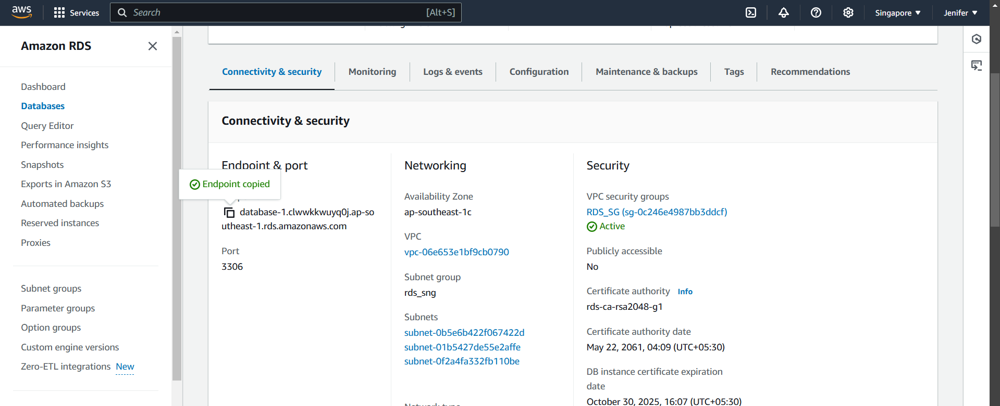 aws
Services
Search
[Alt+S]
Singapore
Jenifer
Amazon RDS
Dashboard
Databases
Query Editor
Performance insights
Snapshots
Exports in Amazon S3
Automated backups
Reserved instances
Proxies
Subnet groups
Parameter groups
Option groups
Custom engine versions
Zero-ETL integrations New
Connectivity & security
Monitoring
Logs & events
Configuration
Maintenance & backups
Tags
Recommendations
Connectivity & security
Endpoint & port
Endpoint copied
database-1.clwwkkwuyq0j.ap-so
utheast-1.rds.amazonaws.com
Port
3306
Networking
Availability Zone
ap-southeast-1c
VPC
vpc-06e653e1bf9cb0790
Subnet group
rds_sng
Subnets
subnet-0b5e6b422f067422d
subnet-01b5427de55e2affe
subnet-0f2a4fa332fb110be
Network type
Security
VPC security groups
RDS_SG (sg-0c246e4987bb3ddcf)
Active
Publicly accessible
No
Certificate authority Info
rds-ca-rsa2048-g1
Certificate authority date
May 22, 2061, 04:09 (UTC+05:30)
DB instance certificate expiration
date
October 30, 2025, 16:07 (UTC+05:30)